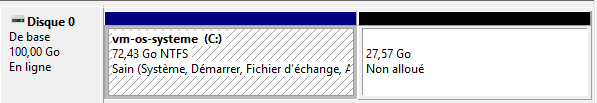 Disque 0
De base
100,00 Go
En ligne
vm-os-systeme (C:)
72,43 Go NTFS
Sain (Système, Démarrer, Fichier d'échange, A
27,57 Go
Non alloué